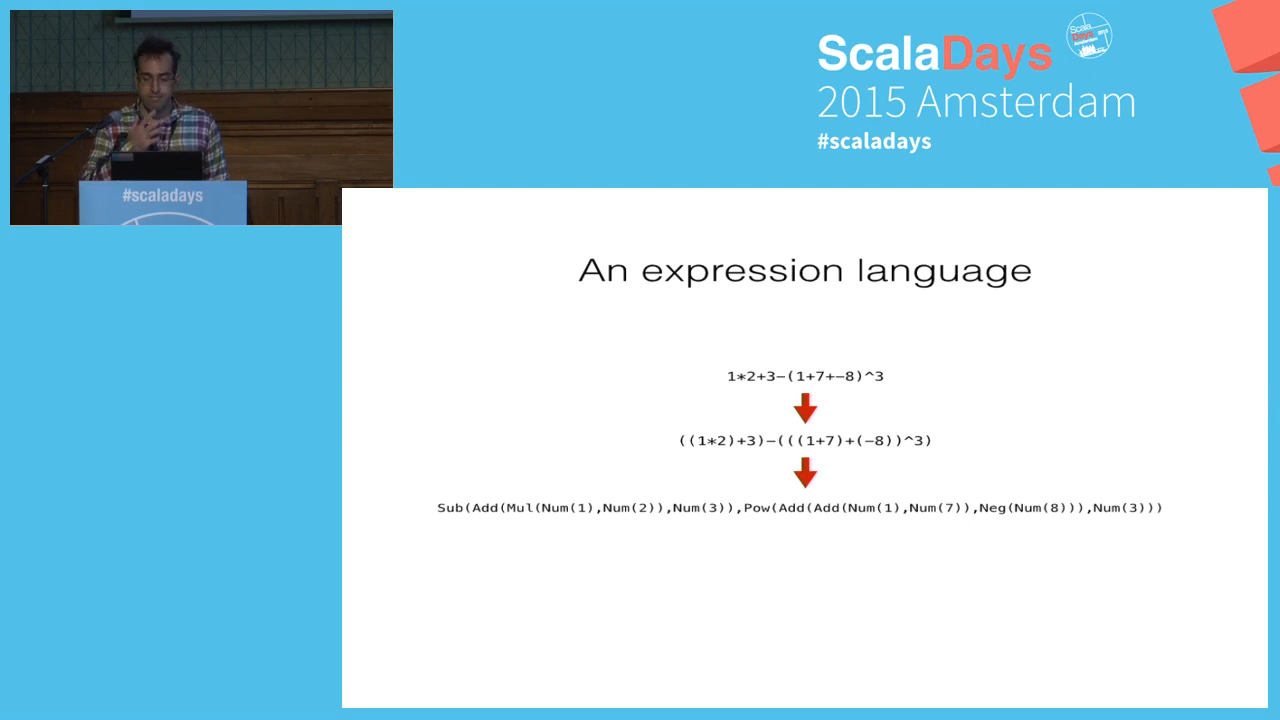 ScalaDays
2015 Amsterdam
#scaladays
#scaladays
An expression language
1*2+3-(1+7+-8)^3
((1*2)+3)-(((1+7)+(-8))^3)
Sub(Add(Mul(Num(1),Num(2)),Num(3)),Pow(Add(Add(Num(1),Num(7)),Neg(Num(8))),Num(3)))